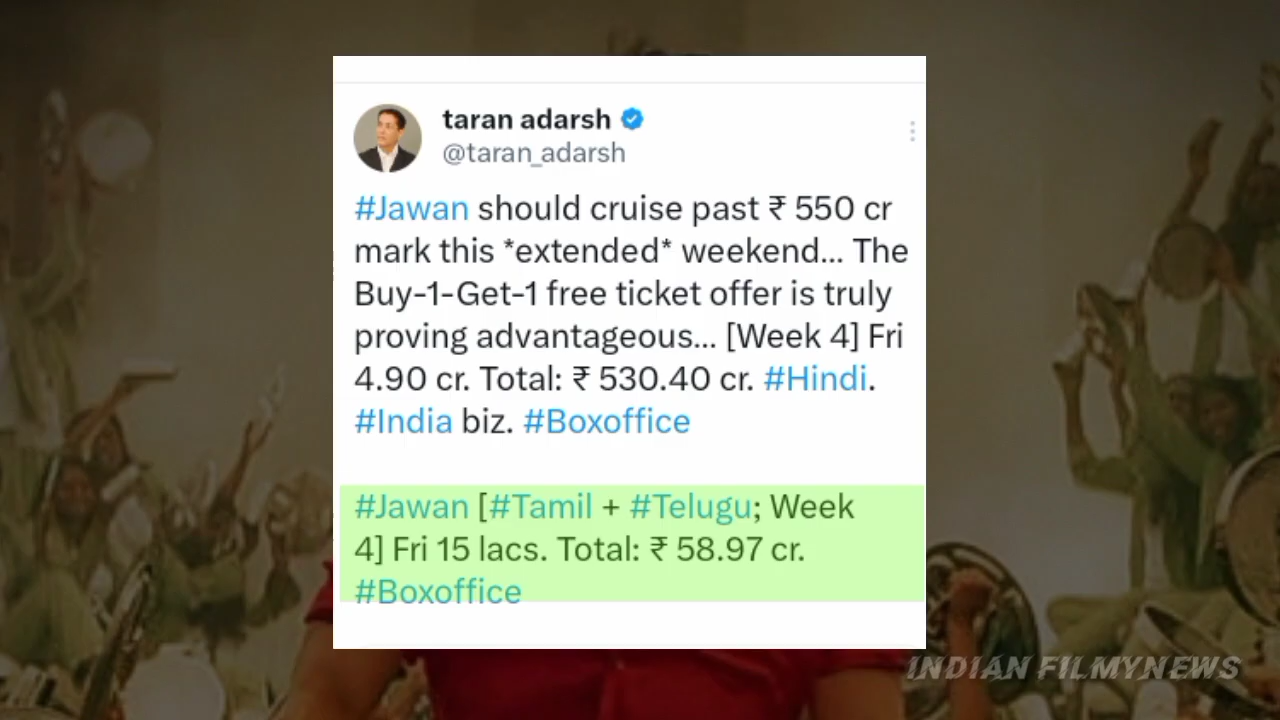 taran adarsh
@taran_adarsh
#Jawan should cruise past ₹ 550 cr
mark this *extended* weekend... The
Buy-1-Get-1 free ticket offer is truly
proving advantageous... [Week 4] Fri
4.90 cr. Total: ₹ 530.40 cr. #Hindi.
#India biz. #Boxoffice
#Jawan [#Tamil + #Telugu; Week
4] Fri 15 lacs. Total: ₹ 58.97 cr.
#Boxoffice
INDIAN FILMYNEWS